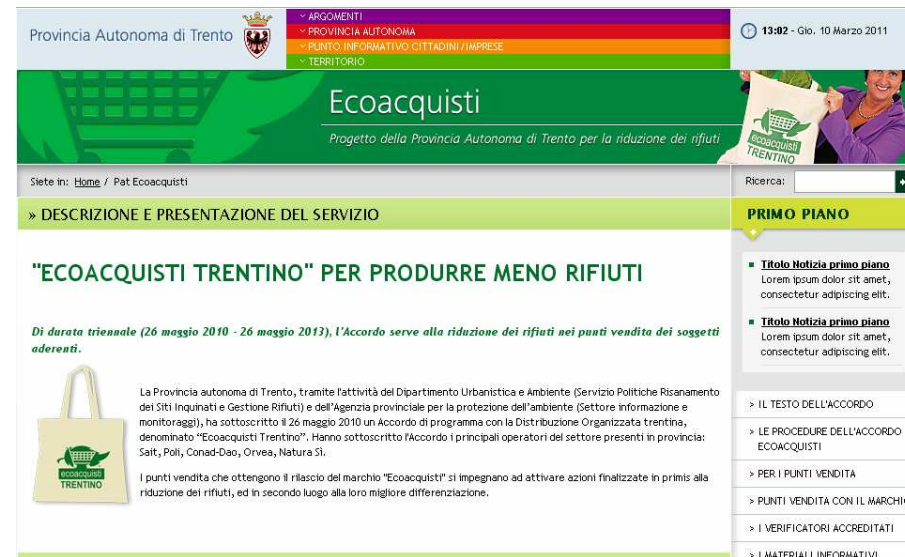 Provincia Autonoma di Trento
ARGOMENTI
PROVINCIA AUTONOMA
PUNTO INFORMATIVO CITTADINI/IMPRESE
TERRITORIO
13:02 - Gio. 10 Marzo 2011
Ecoacquisti
Progetto della Provincia Autonoma di Trento per la riduzione dei rifiuti
ecoacquisti
TRENTINO
Siete in: Home / Pat Ecoacquisti
Ricerca:
» DESCRIZIONE E PRESENTAZIONE DEL SERVIZIO
"ECOACQUISTI TRENTINO" PER PRODURRE MENO RIFIUTI
Di durata triennale (26 maggio 2010 - 26 maggio 2013), l'Accordo serve alla riduzione dei rifiuti nei punti vendita dei soggetti
aderenti.
ecoacquisti
TRENTINO
La Provincia autonoma di Trento, tramite l'attività del Dipartimento Urbanistica e Ambiente (Servizio Politiche Risanamento
dei Siti Inquinati e Gestione Rifiuti) e dell'Agenzia provinciale per la protezione dell'ambiente (Settore informazione e
monitoraggi), ha sottoscritto il 26 maggio 2010 un Accordo di programma con la Distribuzione Organizzata trentina,
denominato "Ecoacquisti Trentino". Hanno sottoscritto l'Accordo i principali operatori del settore presenti in provincia:
Sait, Poli, Conad-Dao, Orvea, Natura Sì.
I punti vendita che ottengono il rilascio del marchio "Ecoacquisti" si impegnano ad attivare azioni finalizzate in primis alla
riduzione dei rifiuti, ed in secondo luogo alla loro migliore differenziazione.
PRIMO PIANO
Titolo Notizia primo piano
Lorem ipsum dolor sit amet,
consectetur adipiscing elit.
Titolo Notizia primo piano
Lorem ipsum dolor sit amet,
consectetur adipiscing elit.
> IL TESTO DELL'ACCORDO
> LE PROCEDURE DELL'ACCORDO
ECOACQUISTI
> PER I PUNTI VENDITA
> PUNTI VENDITA CON IL MARCHI
> I VERIFICATORI ACCREDITATI
> I MATERIALI INFORMATIVI